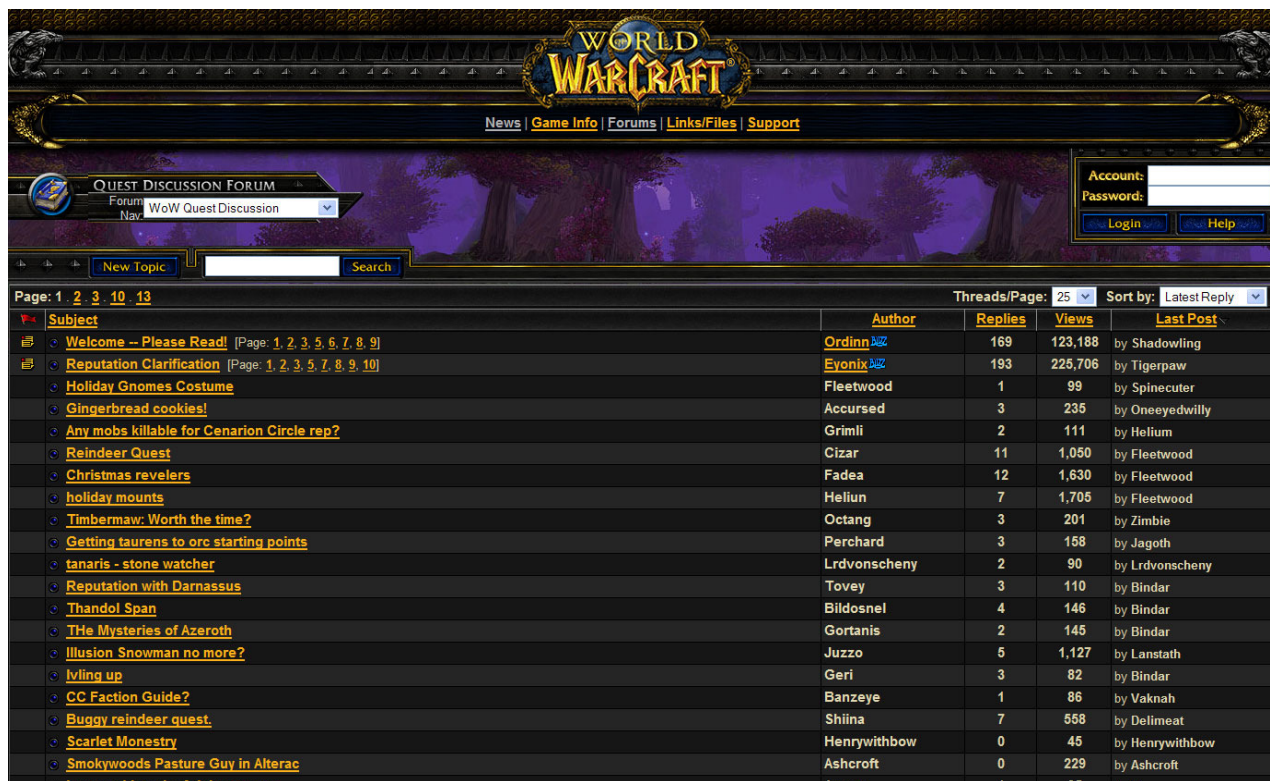 WORLD
OF
WARCRAFT®
News | Game Info | Forums | Links/Files | Support
QUEST DISCUSSION FORUM
Forum Nav: WoW Quest Discussion
Account:
Password:
Login Help
New Topic Search
Page: 1 . 2 . 3 . 10 . 13 Threads/Page: 25 Sort by: Latest Reply
Subject Author Replies Views Last Post
Welcome -- Please Read! [Page: 1, 2, 3, 5, 6, 7, 8, 9] Ordinn 169 123,188 by Shadowling
Reputation Clarification [Page: 1, 2, 3, 5, 7, 8, 9, 10] Eyonix 193 225,706 by Tigerpaw
Holiday Gnomes Costume Fleetwood 1 99 by Spinecuter
Gingerbread cookies! Accursed 3 235 by Oneeyedwilly
Any mobs killable for Cenarion Circle rep? Grimli 2 111 by Helium
Reindeer Quest Cizar 11 1,050 by Fleetwood
Christmas revelers Fadea 12 1,630 by Fleetwood
holiday mounts Heliun 7 1,705 by Fleetwood
Timbermaw: Worth the time? Octang 3 201 by Zimbie
Getting taurens to orc starting points Perchard 3 158 by Jagoth
tanaris - stone watcher Lrdvonscheny 2 90 by Lrdvonscheny
Reputation with Darnassus Tovey 3 110 by Bindar
Thandol Span Bildosnel 4 146 by Bindar
THe Mysteries of Azeroth Gortanis 2 145 by Bindar
Illusion Snowman no more? Juzzo 5 1,127 by Lanstath
lvling up Geri 3 82 by Bindar
CC Faction Guide? Banzeye 1 86 by Vaknah
Buggy reindeer quest. Shiina 7 558 by Delimeat
Scarlet Monestry Henrywithbow 0 45 by Henrywithbow
Smokywoods Pasture Guy in Alterac Ashcroft 0 229 by Ashcroft